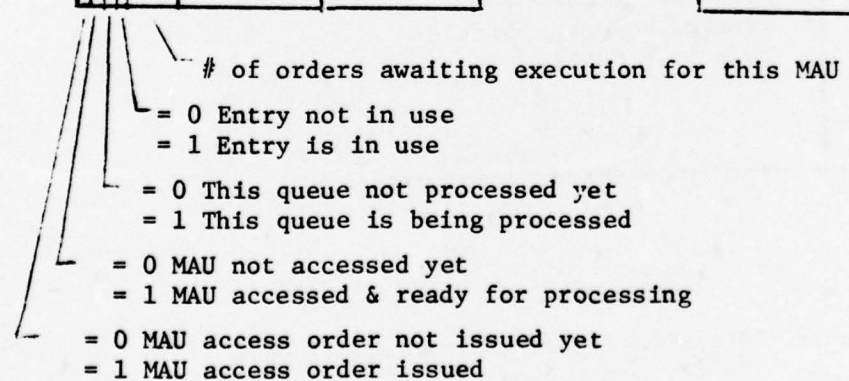 # of orders awaiting execution for this MAU
= 0 Entry not in use
= 1 Entry is in use
= 0 This queue not processed yet
= 1 This queue is being processed
= 0 MAU not accessed yet
= 1 MAU accessed & ready for processing
= 0 MAU access order not issued yet
= 1 MAU access order issued